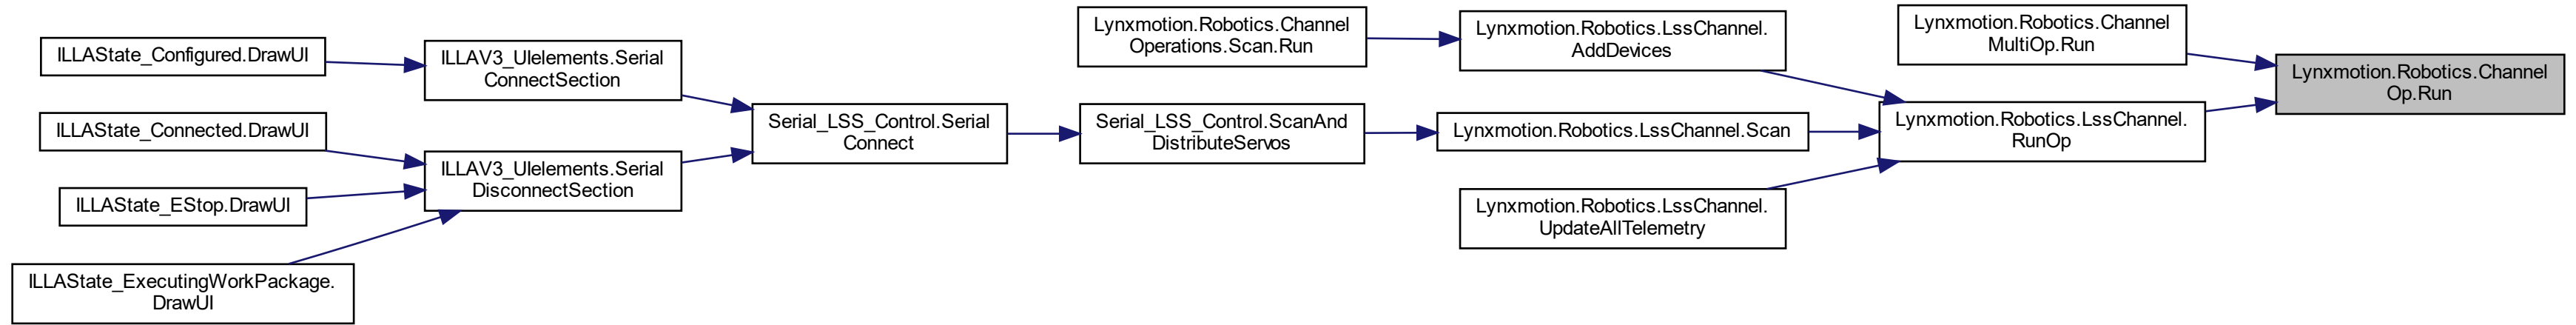 ILLAState_Configured.DrawUI
ILLAState_Connected.DrawUI
ILLAState_EStop.DrawUI
ILLAState_ExecutingWorkPackage.
DrawUI
ILLAV3_UIelements.Serial
ConnectSection
ILLAV3_UIelements.Serial
DisconnectSection
Serial_LSS_Control.Serial
Connect
Lynxmotion.Robotics.Channel
Operations.Scan.Run
Serial_LSS_Control.ScanAnd
DistributeServos
Lynxmotion.Robotics.LssChannel.
AddDevices
Lynxmotion.Robotics.LssChannel.Scan
Lynxmotion.Robotics.LssChannel.
UpdateAllTelemetry
Lynxmotion.Robotics.Channel
MultiOp.Run
Lynxmotion.Robotics.LssChannel.
RunOp
Lynxmotion.Robotics.Channel
Op.Run